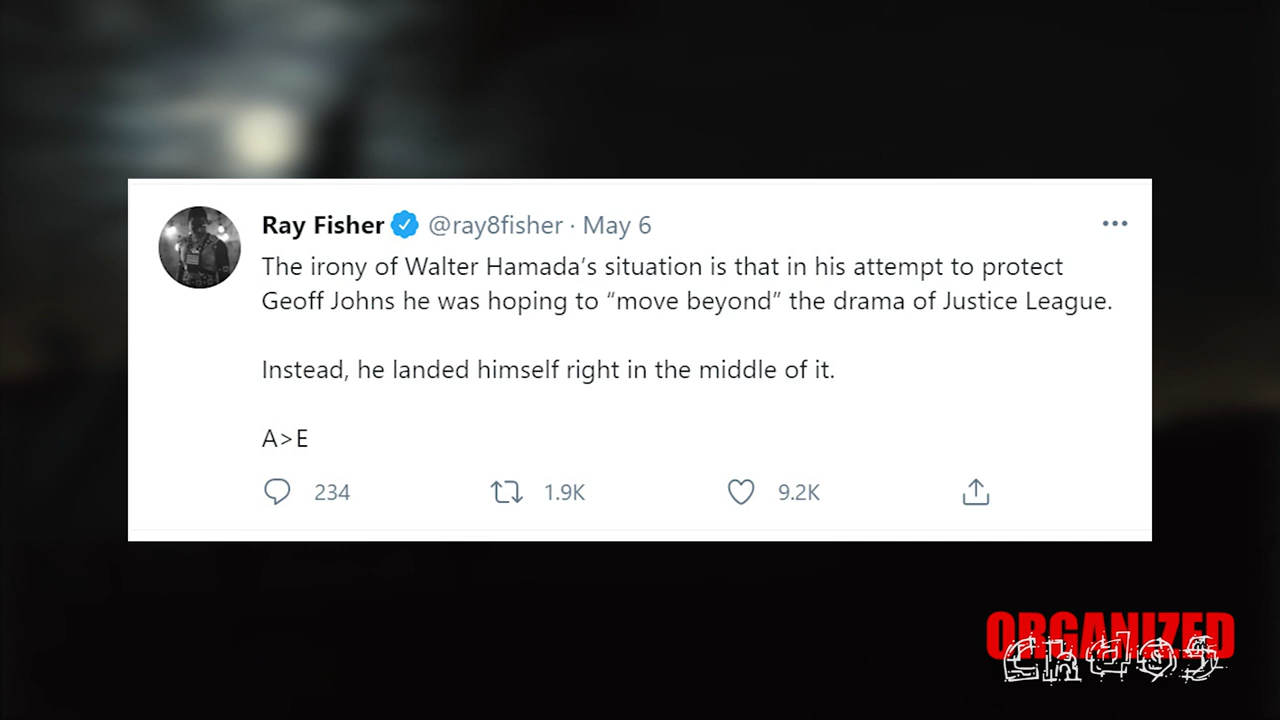 Ray Fisher @ray8fisher · May 6
The irony of Walter Hamada’s situation is that in his attempt to protect
Geoff Johns he was hoping to “move beyond” the drama of Justice League.
Instead, he landed himself right in the middle of it.
A>E
234 1.9K 9.2K
ORGANIZED
chaos